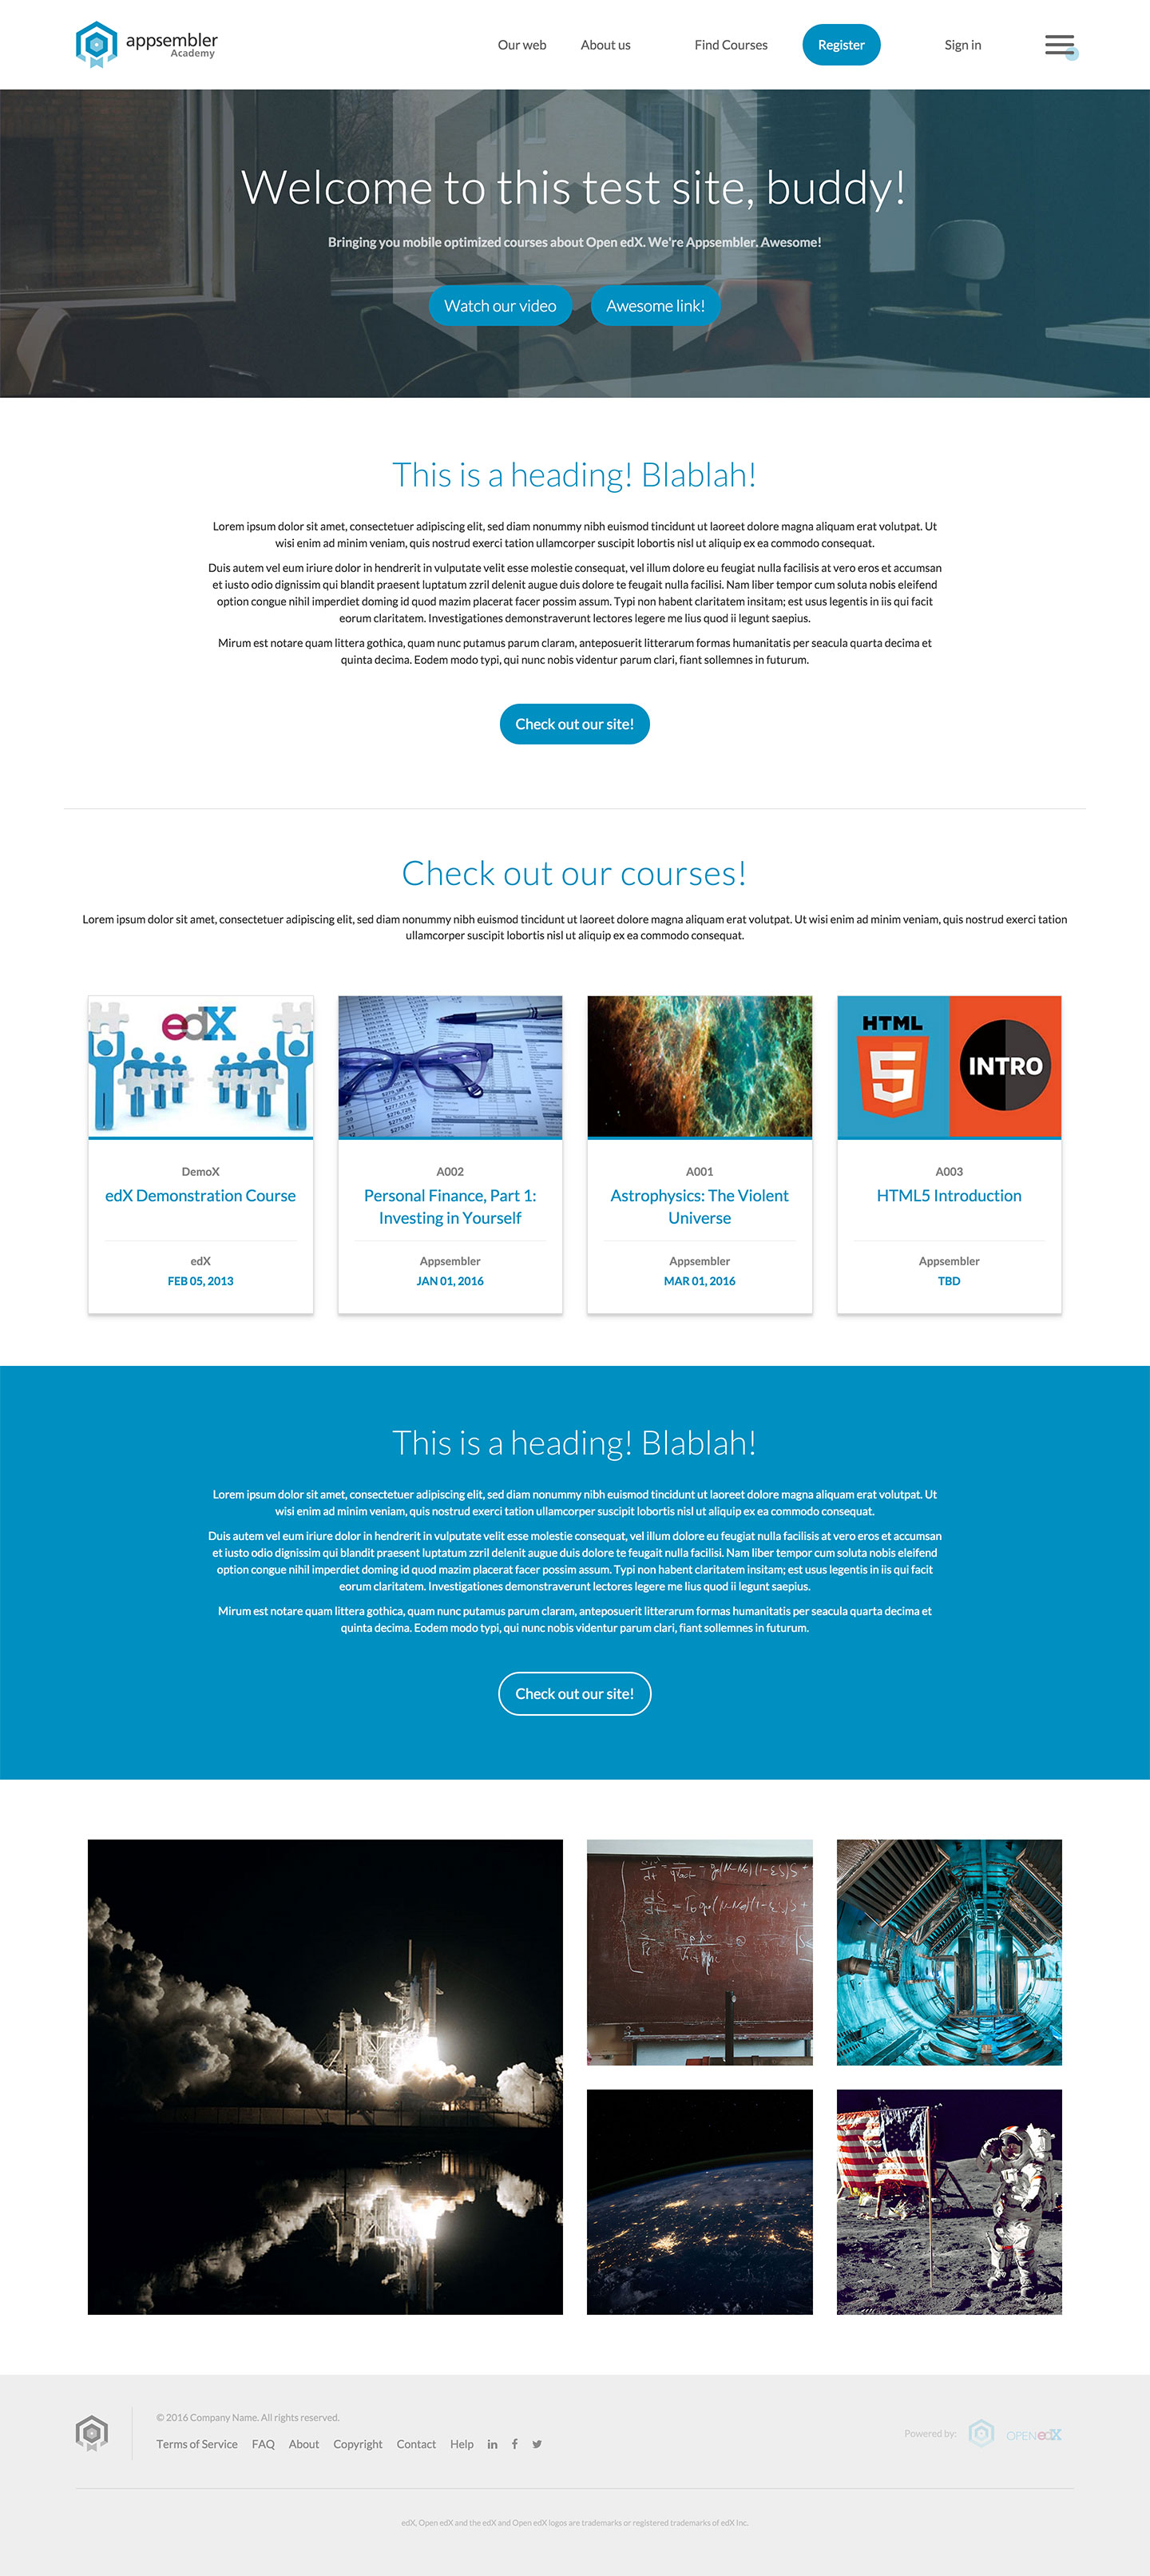 appsembler
Academy
Our web
About us
Find Courses
Register
Sign in
Welcome to this test site, buddy!
Bringing you mobile optimized courses about Open edX. We're Appsembler. Awesome!
Watch our video
Awesome link!
This is a heading! Blablah!
Lorem ipsum dolor sit amet, consectetuer adipiscing elit, sed diam nonummy nibh euismod tincidunt ut laoreet dolore magna aliquam erat volutpat. Ut
wisi enim ad minim veniam, quis nostrud exerci tation ullamcorper suscipit lobortis nisl ut aliquip ex ea commodo consequat.
Duis autem vel eum iriure dolor in hendrerit in vulputate velit esse molestie consequat, vel illum dolore eu feugiat nulla facilisis at vero eros et accumsan
et iusto odio dignissim qui blandit praesent luptatum zzril delenit augue duis dolore te feugait nulla facilisi. Nam liber tempor cum soluta nobis eleifend
option congue nihil imperdiet doming id quod mazim placerat facer possim assum. Typi non habent claritatem insitam; est usus legentis in iis qui facit
eorum claritatem. Investigationes demonstraverunt lectores legere me lius quod ii legunt saepius.
Mirum est notare quam littera gothica, quam nunc putamus parum claram, anteposuerit litterarum formas humanitatis per seacula quarta decima et
quinta decima. Eodem modo typi, qui nunc nobis videntur parum clari, fiant sollemnes in futurum.
Check out our site!
Check out our courses!
Lorem ipsum dolor sit amet, consectetuer adipiscing elit, sed diam nonummy nibh euismod tincidunt ut laoreet dolore magna aliquam erat volutpat. Ut wisi enim ad minim veniam, quis nostrud exerci tation
ullamcorper suscipit lobortis nisl ut aliquip ex ea commodo consequat.
edX
DemoX
edX Demonstration Course
edX
FEB 05, 2013
A002
Personal Finance, Part 1:
Investing in Yourself
Appsembler
JAN 01, 2016
A001
Astrophysics: The Violent
Universe
Appsembler
MAR 01, 2016
HTML
5
INTRO
A003
HTML5 Introduction
Appsembler
TBD
This is a heading! Blablah!
Lorem ipsum dolor sit amet, consectetuer adipiscing elit, sed diam nonummy nibh euismod tincidunt ut laoreet dolore magna aliquam erat volutpat. Ut
wisi enim ad minim veniam, quis nostrud exerci tation ullamcorper suscipit lobortis nisl ut aliquip ex ea commodo consequat.
Duis autem vel eum iriure dolor in hendrerit in vulputate velit esse molestie consequat, vel illum dolore eu feugiat nulla facilisis at vero eros et accumsan
et iusto odio dignissim qui blandit praesent luptatum zzril delenit augue duis dolore te feugait nulla facilisi. Nam liber tempor cum soluta nobis eleifend
option congue nihil imperdiet doming id quod mazim placerat facer possim assum. Typi non habent claritatem insitam; est usus legentis in iis qui facit
eorum claritatem. Investigationes demonstraverunt lectores legere me lius quod ii legunt saepius.
Mirum est notare quam littera gothica, quam nunc putamus parum claram, anteposuerit litterarum formas humanitatis per seacula quarta decima et
quinta decima. Eodem modo typi, qui nunc nobis videntur parum clari, fiant sollemnes in futurum.
Check out our site!
© 2016 Company Name. All rights reserved.
Terms of Service
FAQ
About
Copyright
Contact
Help
Powered by:
OPEN edX
edX, Open edX and the edX and Open edX logos are trademarks or registered trademarks of edX Inc.